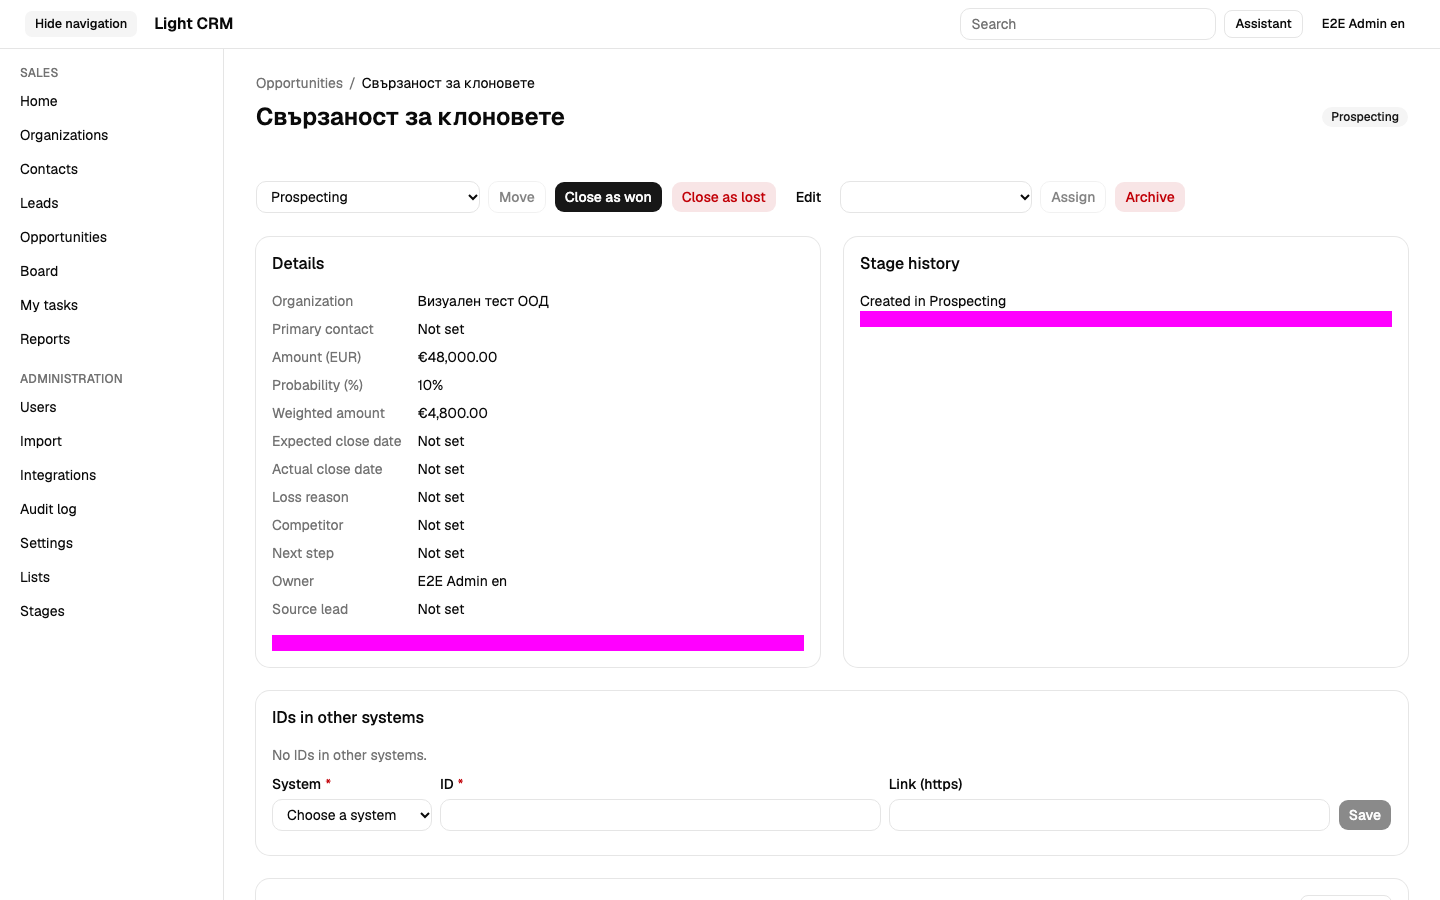 Hide navigation
Light CRM
Search
Assistant
E2E Admin en
SALES
Home
Organizations
Contacts
Leads
Opportunities
Board
My tasks
Reports
ADMINISTRATION
Users
Import
Integrations
Audit log
Settings
Lists
Stages
Opportunities / Свързаност за клоновете
Свързаност за клоновете
Prospecting
Prospecting
Move
Close as won
Close as lost
Edit
Assign
Archive
Details
Organization Визуален тест ООД
Primary contact Not set
Amount (EUR) €48,000.00
Probability (%) 10%
Weighted amount €4,800.00
Expected close date Not set
Actual close date Not set
Loss reason Not set
Competitor Not set
Next step Not set
Owner E2E Admin en
Source lead Not set
Stage history
Created in Prospecting
IDs in other systems
No IDs in other systems.
System *
ID *
Link (https)
Choose a system
Save